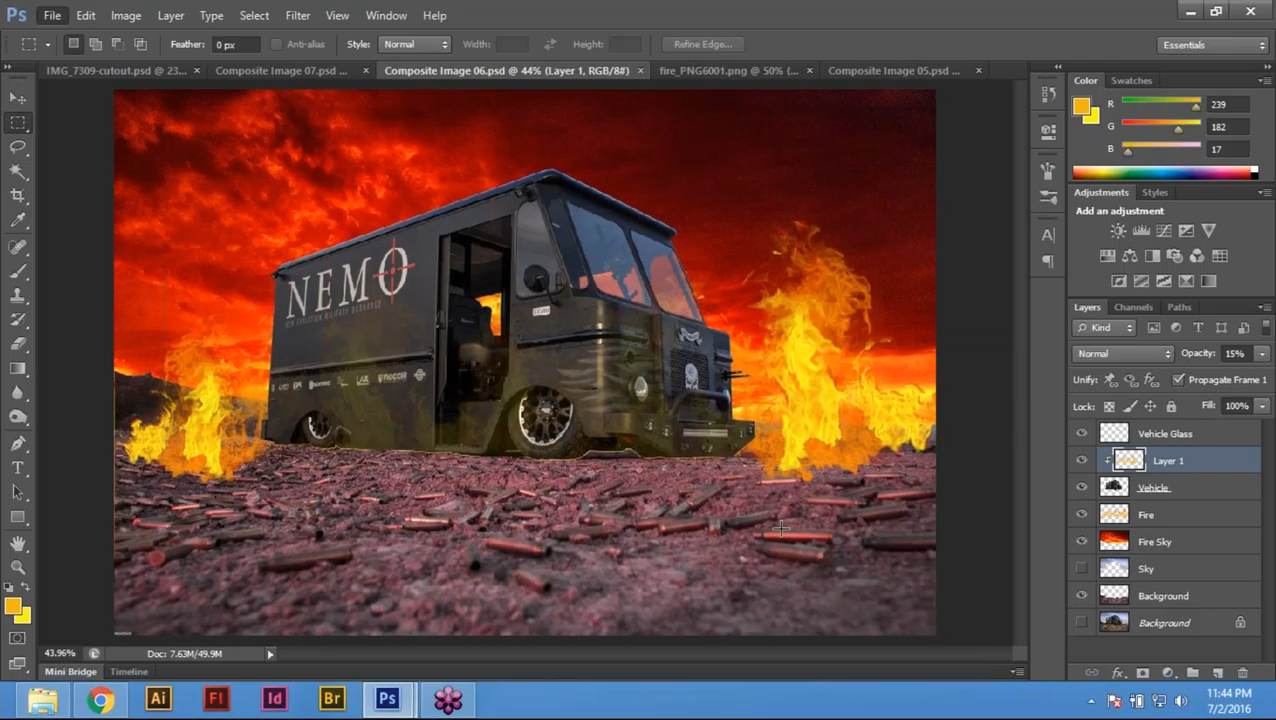 Ps File Edit Image Layer Type Select Filter View Window Help
Feather: 0 px Anti-alias Style: Normal Width: Height: Refine Edge... Essentials
IMG_7309-cutout.psd @ 23... × Composite Image 07.psd ... × Composite Image 06.psd @ 44% (Layer 1, RGB/8#) × fire_PNG6001.png @ 50% (... × Composite Image 05.psd ... ×
Color Swatches
R 239
G 182
B 17
Adjustments Styles
Add an adjustment
NEMO
Layers Channels Paths
Kind
Normal Opacity: 15%
Unify: Propagate Frame 1
Lock: Fill: 100%
Vehicle Glass
Layer 1
Vehicle
Fire
Fire Sky
Sky
Background
Background
43.96% Doc: 7.63M/49.9M
Mini Bridge Timeline
Ai Fl Id Br Ps
11:44 PM
7/2/2016